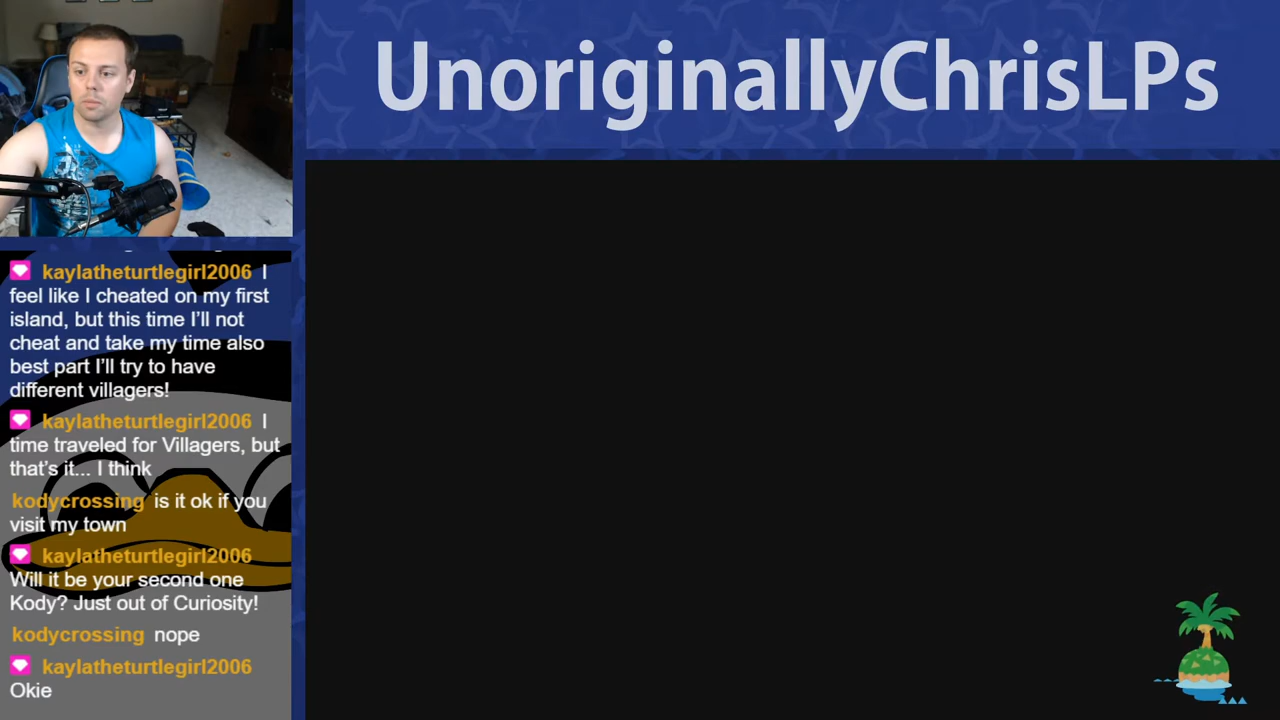 UnoriginallyChrisLPs
kaylatheturtlegirl2006 I
feel like I cheated on my first
island, but this time I'll not
cheat and take my time also
best part I'll try to have
different villagers!
kaylatheturtlegirl2006 I
time traveled for Villagers, but
that's it... I think
kodycrossing is it ok if you
visit my town
kaylatheturtlegirl2006
Will it be your second one
Kody? Just out of Curiosity!
kodycrossing nope
kaylatheturtlegirl2006
Okie